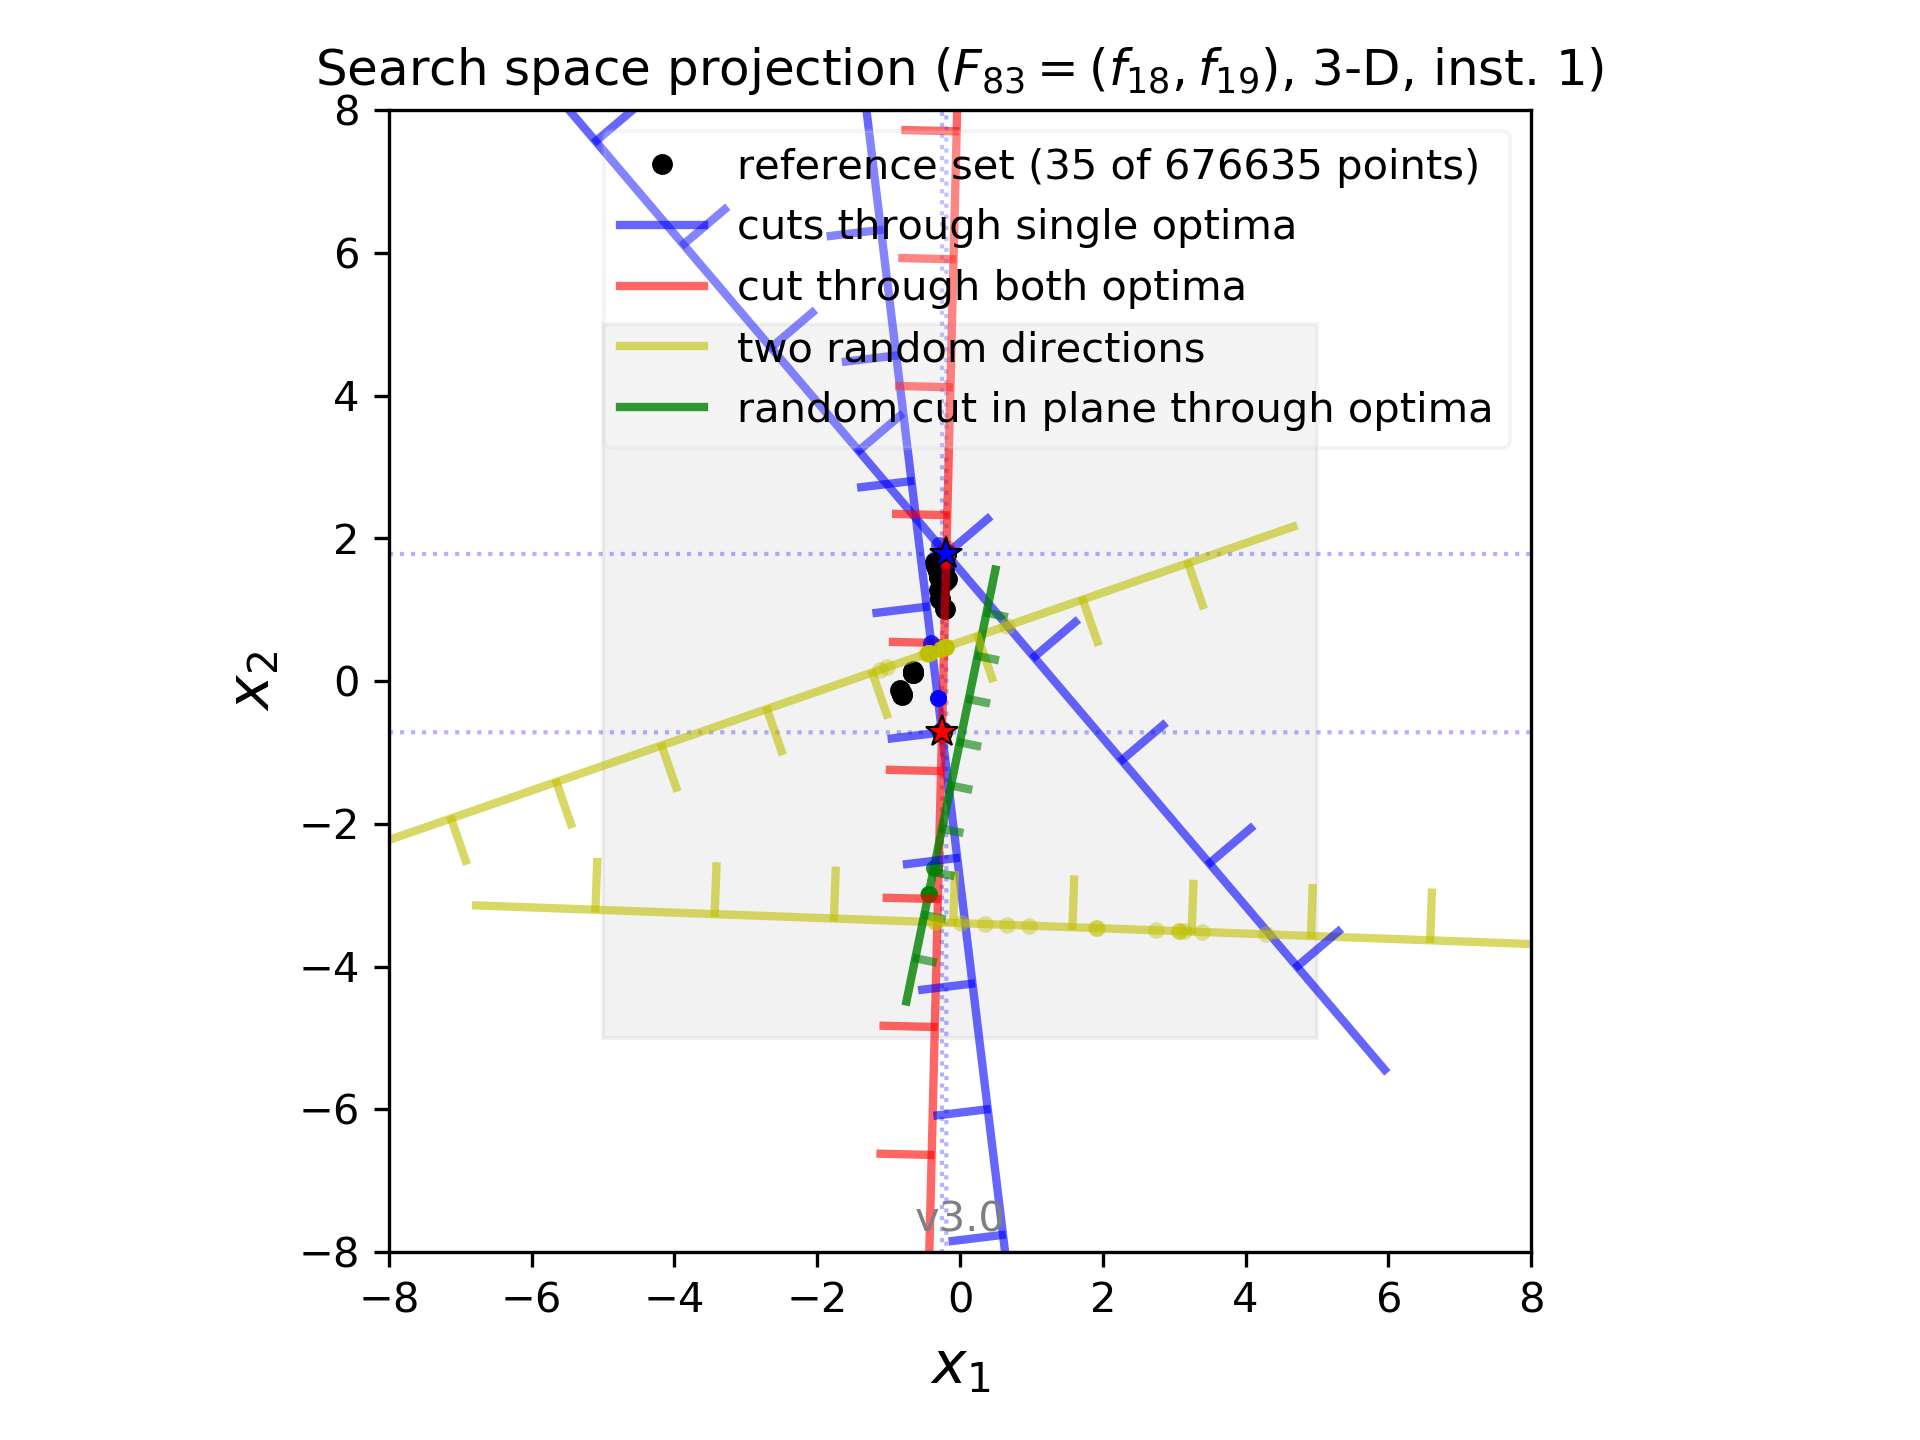 Search space projection (F₈₃ = (f₁₈, f₁₉), 3-D, inst. 1)
reference set (35 of 676635 points)
cuts through single optima
cut through both optima
two random directions
random cut in plane through optima
8
6
4
2
0
−2
−4
−6
−8
x₂
v3.0
−8 −6 −4 −2 0 2 4 6 8
x₁